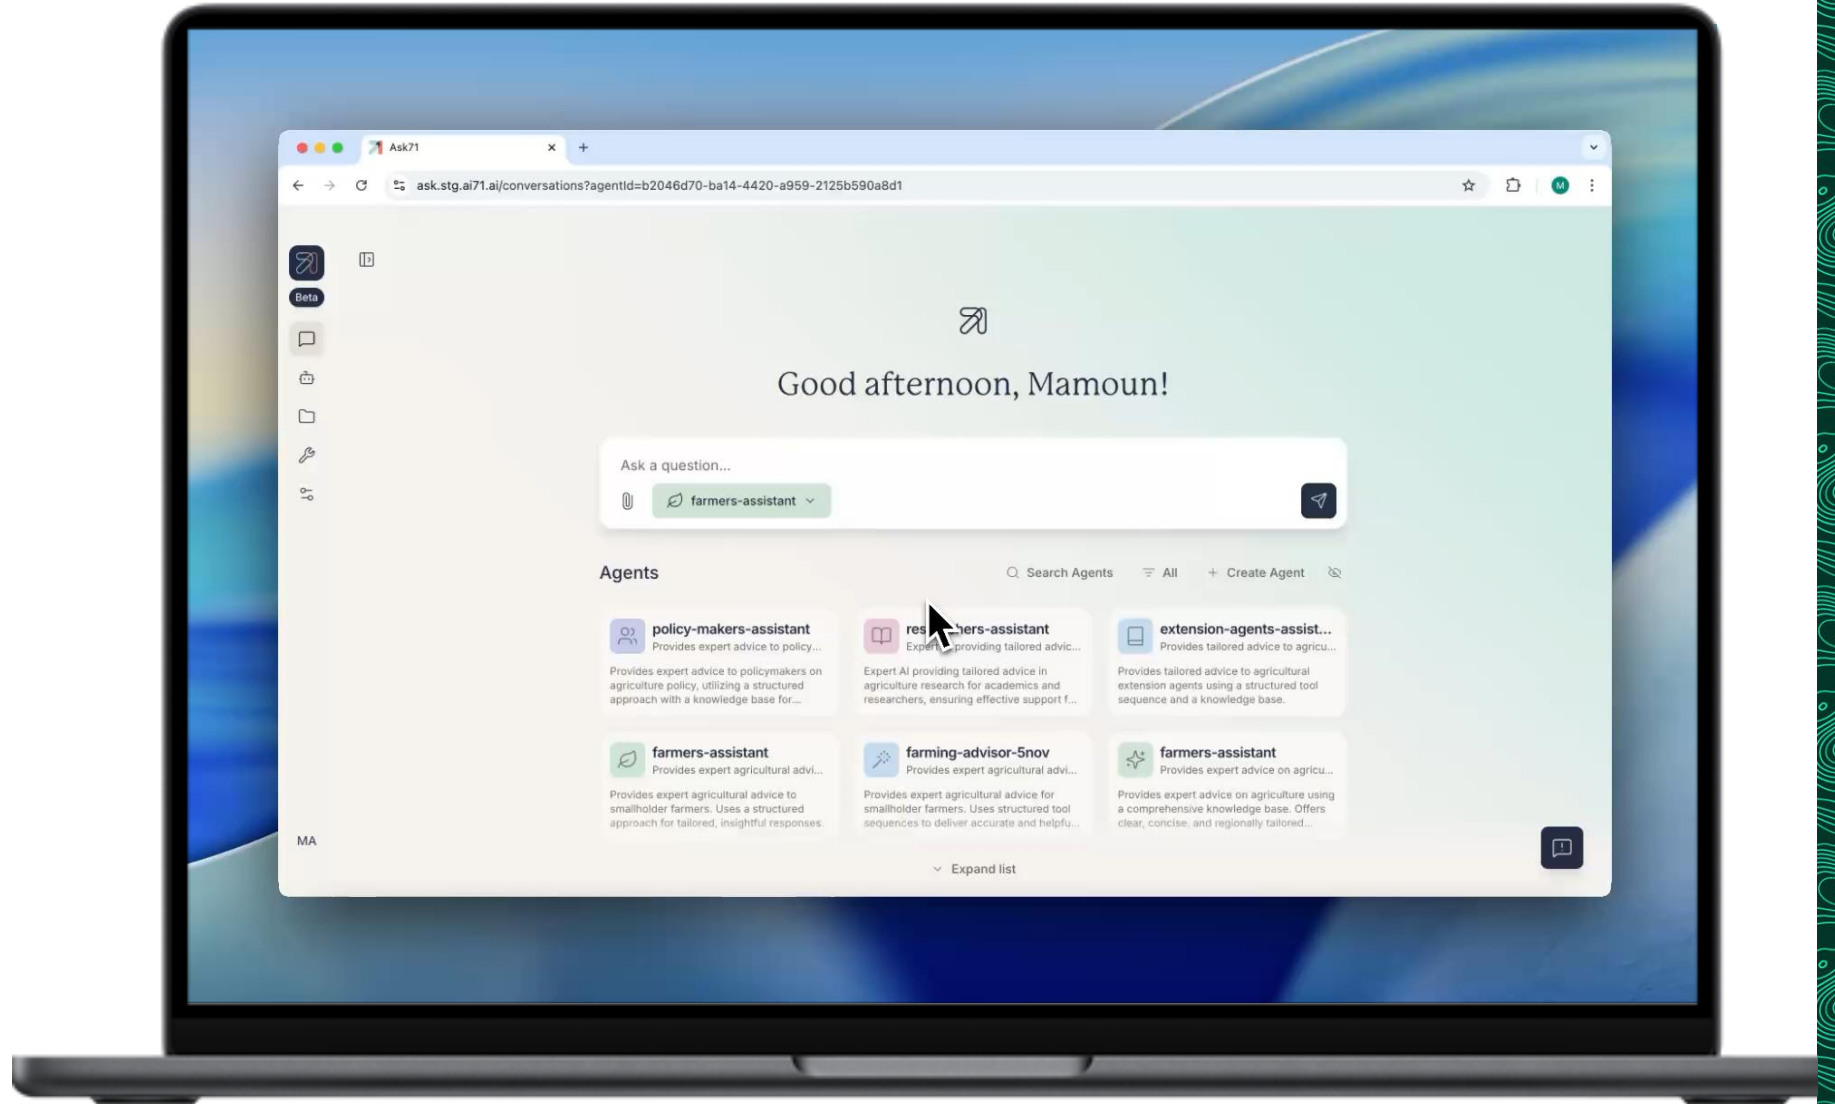 Ask71
ask.stg.ai71.ai/conversations?agentId=b2046d70-ba14-4420-a959-2125b590a8d1
M
Beta
Good afternoon, Mamoun!
Ask a question...
farmers-assistant
Agents
Search Agents
All
Create Agent
policy-makers-assistant
Provides expert advice to policy...
Provides expert advice to policymakers on
agriculture policy, utilizing a structured
approach with a knowledge base for...
res hers-assistant
providing tailored advic...
Expert AI providing tailored advice in
agriculture research for academics and
researchers, ensuring effective support f...
extension-agents-assist...
Provides tailored advice to agricu...
Provides tailored advice to agricultural
extension agents using a structured tool
sequence and a knowledge base.
farmers-assistant
Provides expert agricultural advi...
Provides expert agricultural advice to
smallholder farmers. Uses a structured
approach for tailored, insightful responses.
farming-advisor-5nov
Provides expert agricultural advi...
Provides expert agricultural advice for
smallholder farmers. Uses structured tool
sequences to deliver accurate and helpfu...
farmers-assistant
Provides expert advice on agricu...
Provides expert advice on agriculture using
a comprehensive knowledge base. Offers
clear, concise, and regionally tailored...
MA
Expand list